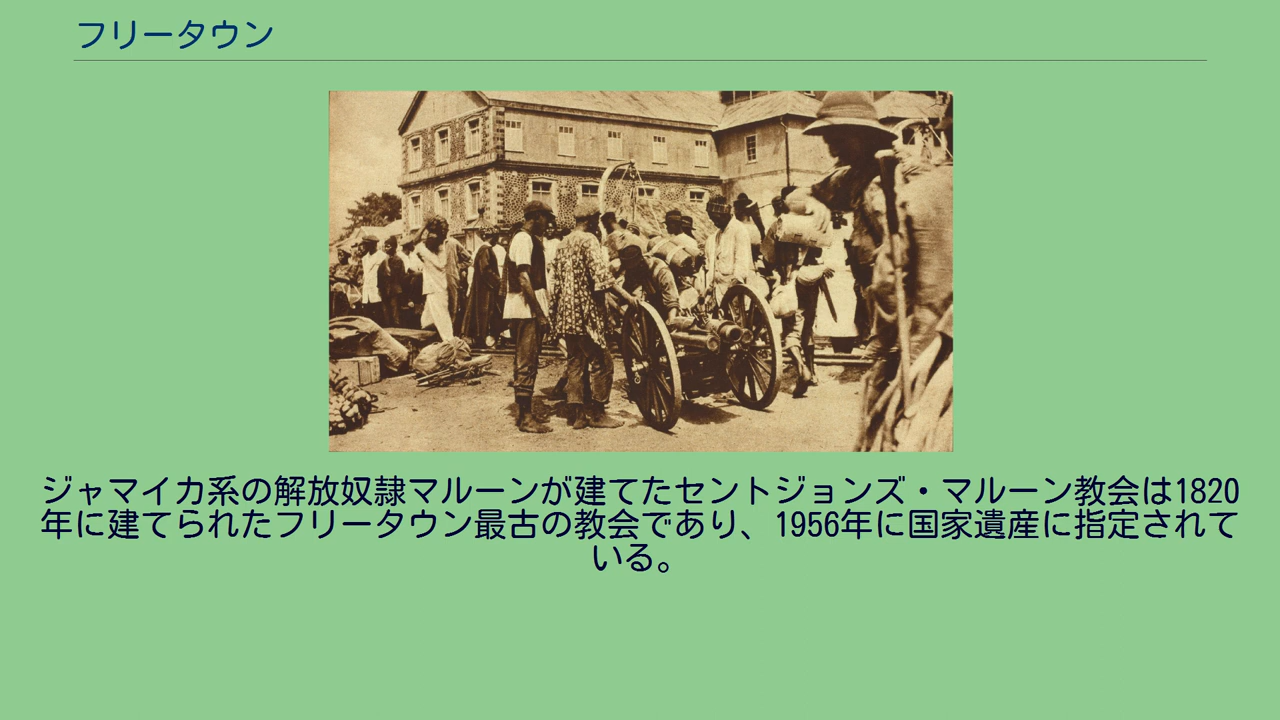 フリータウン
ジャマイカ系の解放奴隷マルーンが建てたセントジョンズ・マルーン教会は1820
年に建てられたフリータウン最古の教会であり、1956年に国家遺産に指定されて
いる。